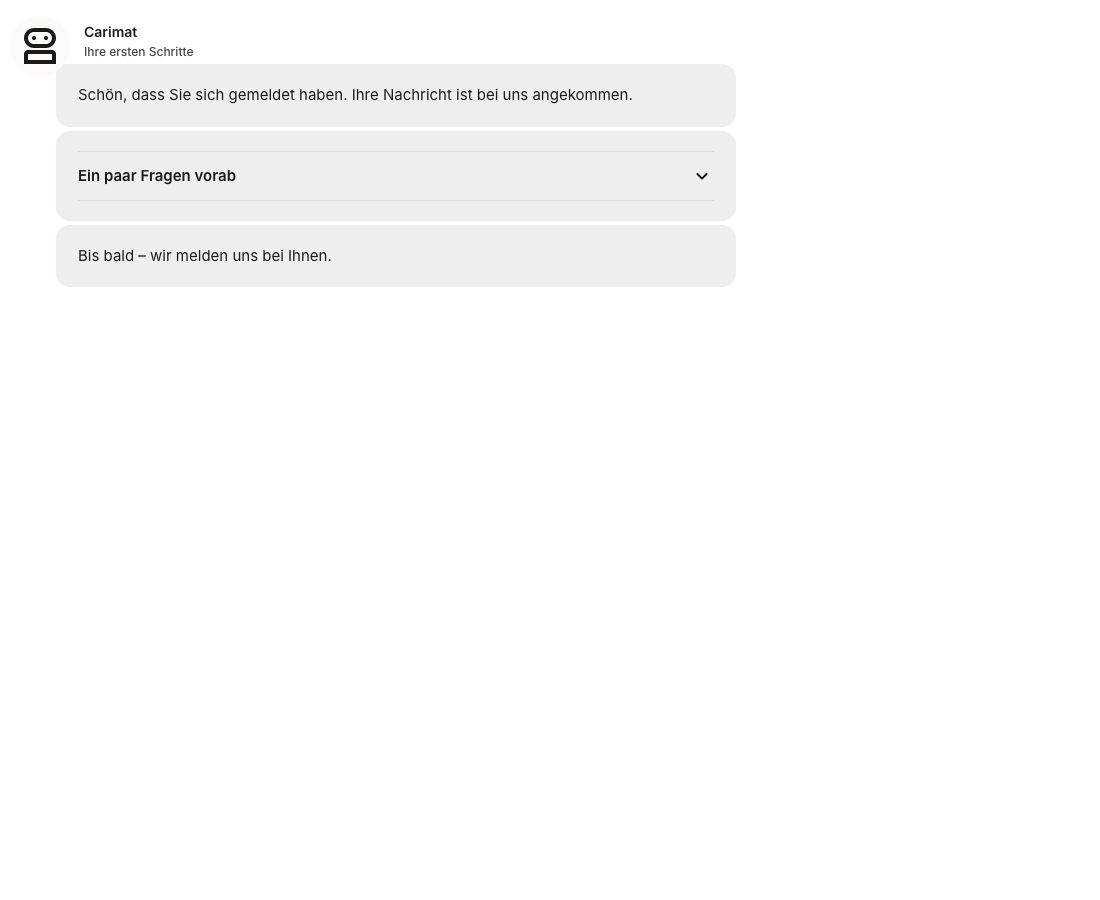 Carimat
Ihre ersten Schritte
Schön, dass Sie sich gemeldet haben. Ihre Nachricht ist bei uns angekommen.
Ein paar Fragen vorab
Bis bald – wir melden uns bei Ihnen.